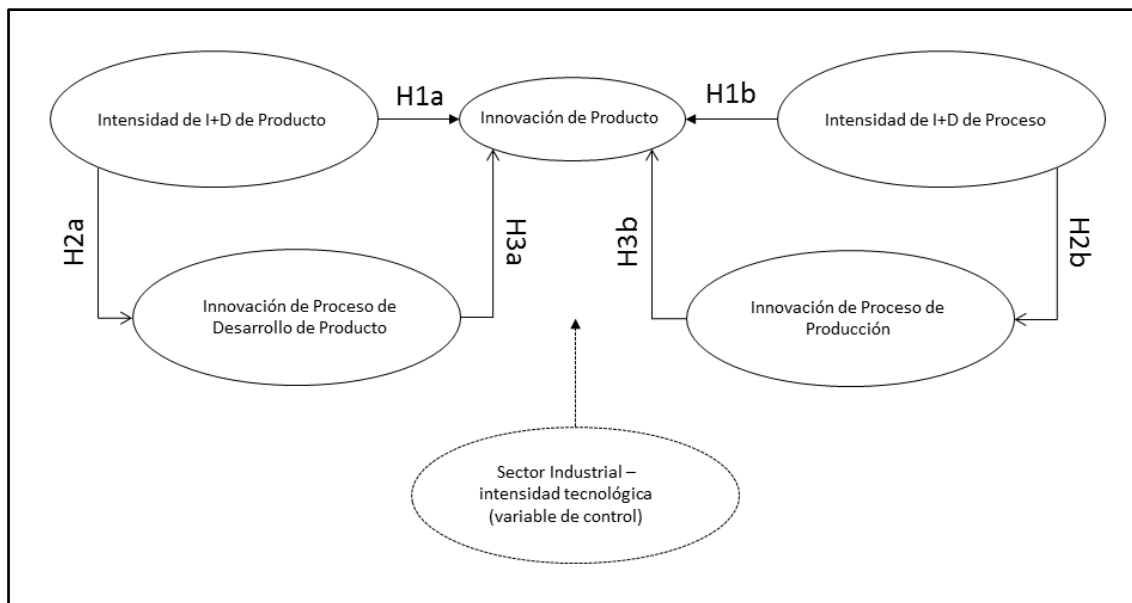 Intensidad de I+D de Producto
H1a
Innovación de Producto
H1b
Intensidad de I+D de Proceso
H2a
H3a
H3b
H2b
Innovación de Proceso de
Desarrollo de Producto
Innovación de Proceso de
Producción
Sector Industrial –
intensidad tecnológica
(variable de control)